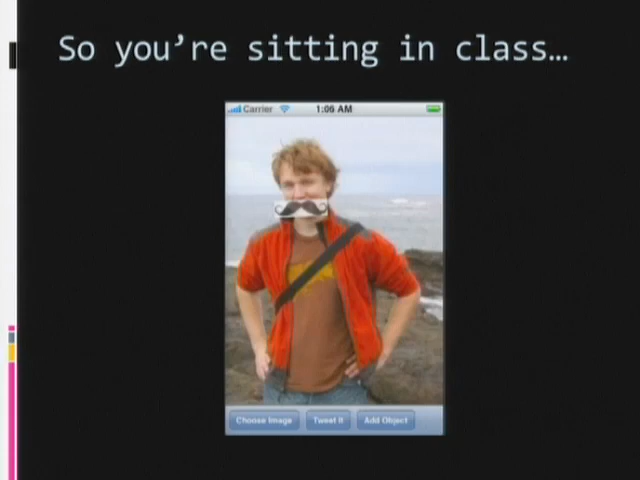 So you're sitting in class…
Carrier 1:06 AM
Choose Image Tweet It Add Object